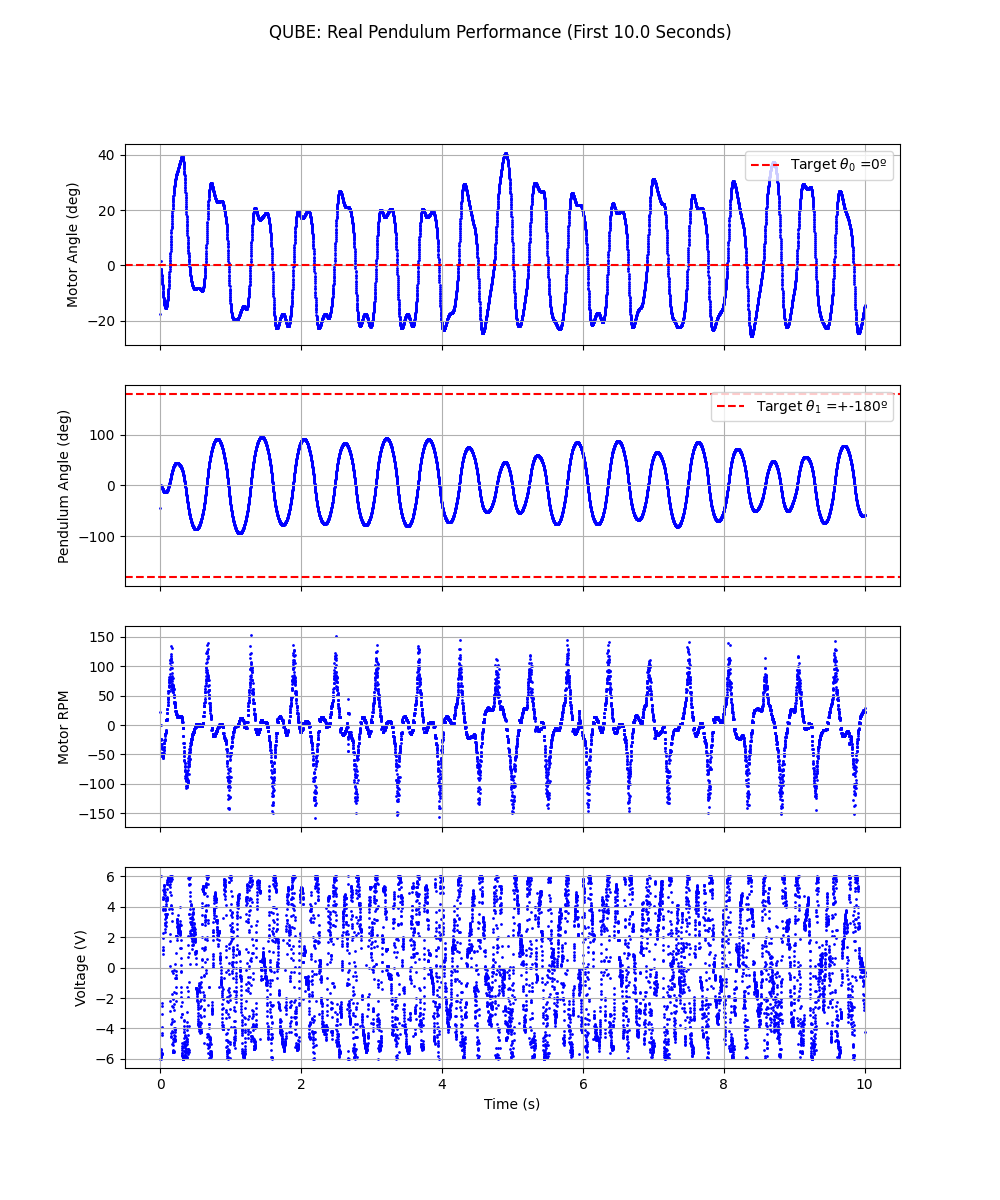 QUBE: Real Pendulum Performance (First 10.0 Seconds)
Motor Angle (deg)
40
20
0
−20
Target θ0 =0º
Pendulum Angle (deg)
100
0
−100
Target θ1 =+-180º
Motor RPM
150
100
50
0
−50
−100
−150
Voltage (V)
6
4
2
0
−2
−4
−6
0 2 4 6 8 10
Time (s)